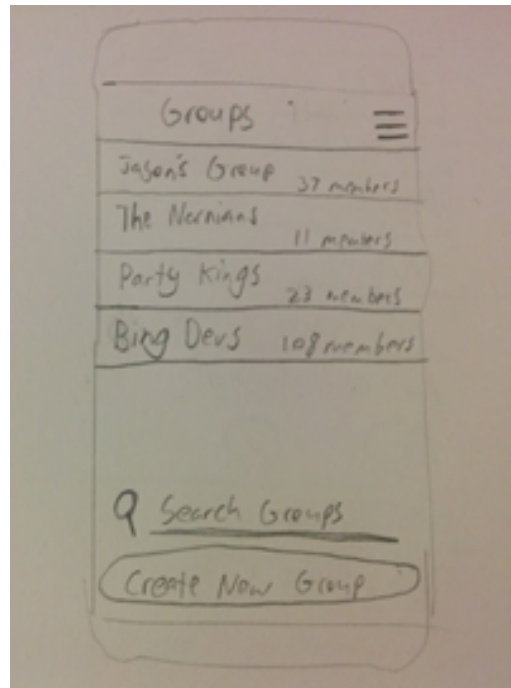 Groups
Jason's Group 37 members
The Nernians 11 members
Party Kings 23 members
Bing Devs 108 members
Search Groups
Create New Group